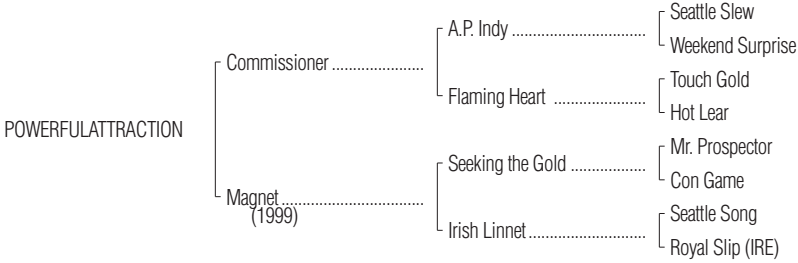 Seattle Slew
A.P. Indy ................................
Weekend Surprise
Commissioner ......................
Touch Gold
Flaming Heart ......................
Hot Lear
POWERFULATTRACTION
Mr. Prospector
Seeking the Gold ..................
Con Game
Magnet ..................................
(1999)
Seattle Song
Irish Linnet ............................
Royal Slip (IRE)